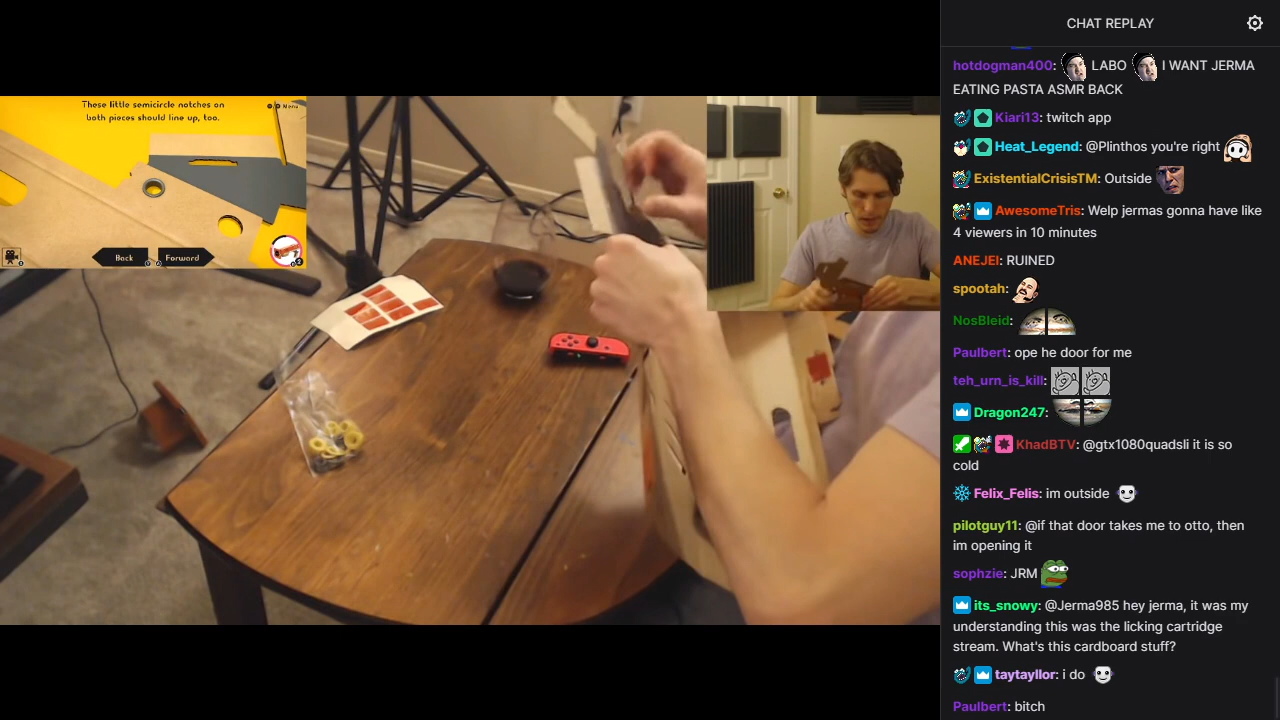 These little semicircle notches on
both pieces should line up, too.
Menu
Back
Forward
CHAT REPLAY
hotdogman400: LABO I WANT JERMA
EATING PASTA ASMR BACK
Kiari13: twitch app
Heat_Legend: @Plinthos you're right
ExistentialCrisisTM: Outside
AwesomeTris: Welp jermas gonna have like
4 viewers in 10 minutes
ANEJEI: RUINED
spootah:
NosBleid:
Paulbert: ope he door for me
teh_urn_is_kill:
Dragon247:
KhadBTV: @gtx1080quadsli it is so
cold
Felix_Felis: im outside
pilotguy11: @if that door takes me to otto, then
im opening it
sophzie: JRM
its_snowy: @Jerma985 hey jerma, it was my
understanding this was the licking cartridge
stream. What's this cardboard stuff?
taytayllor: i do
Paulbert: bitch